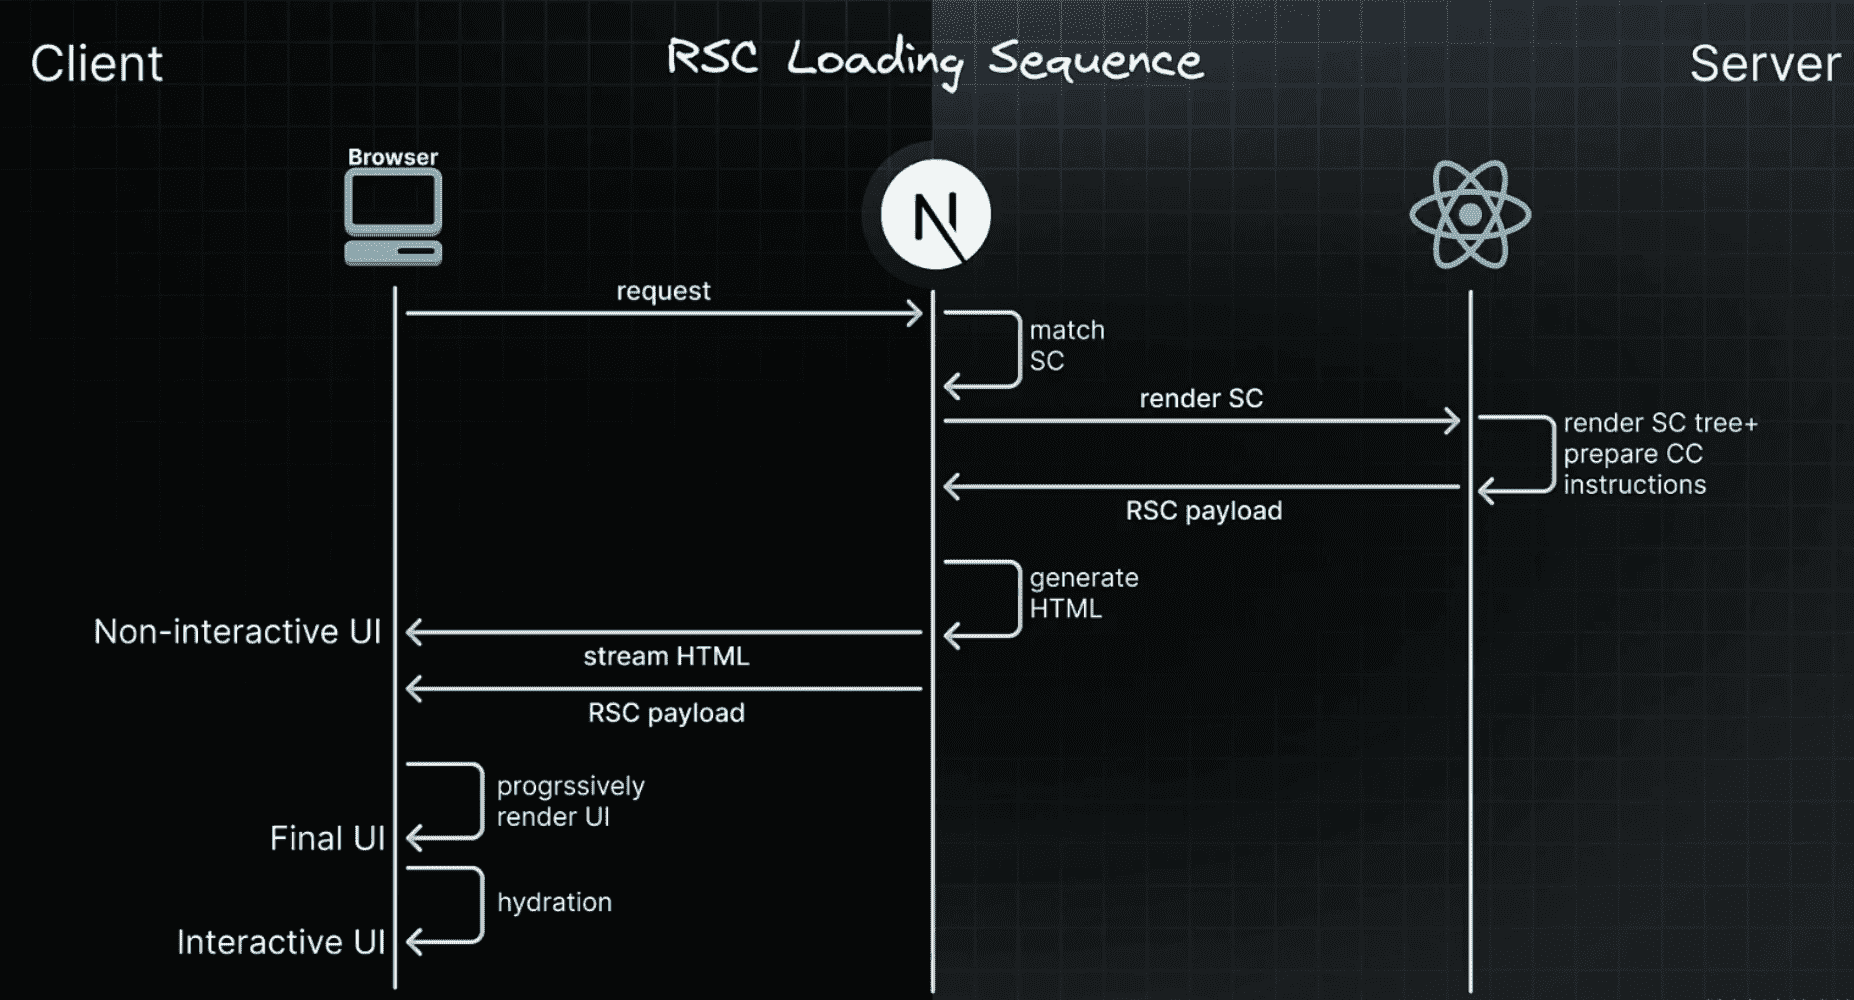 Client
RSC Loading Sequence
Server
Browser
N
request
match
SC
render SC
render SC tree+
prepare CC
instructions
RSC payload
generate
HTML
Non-interactive UI
stream HTML
RSC payload
progrssively
render UI
Final UI
hydration
Interactive UI